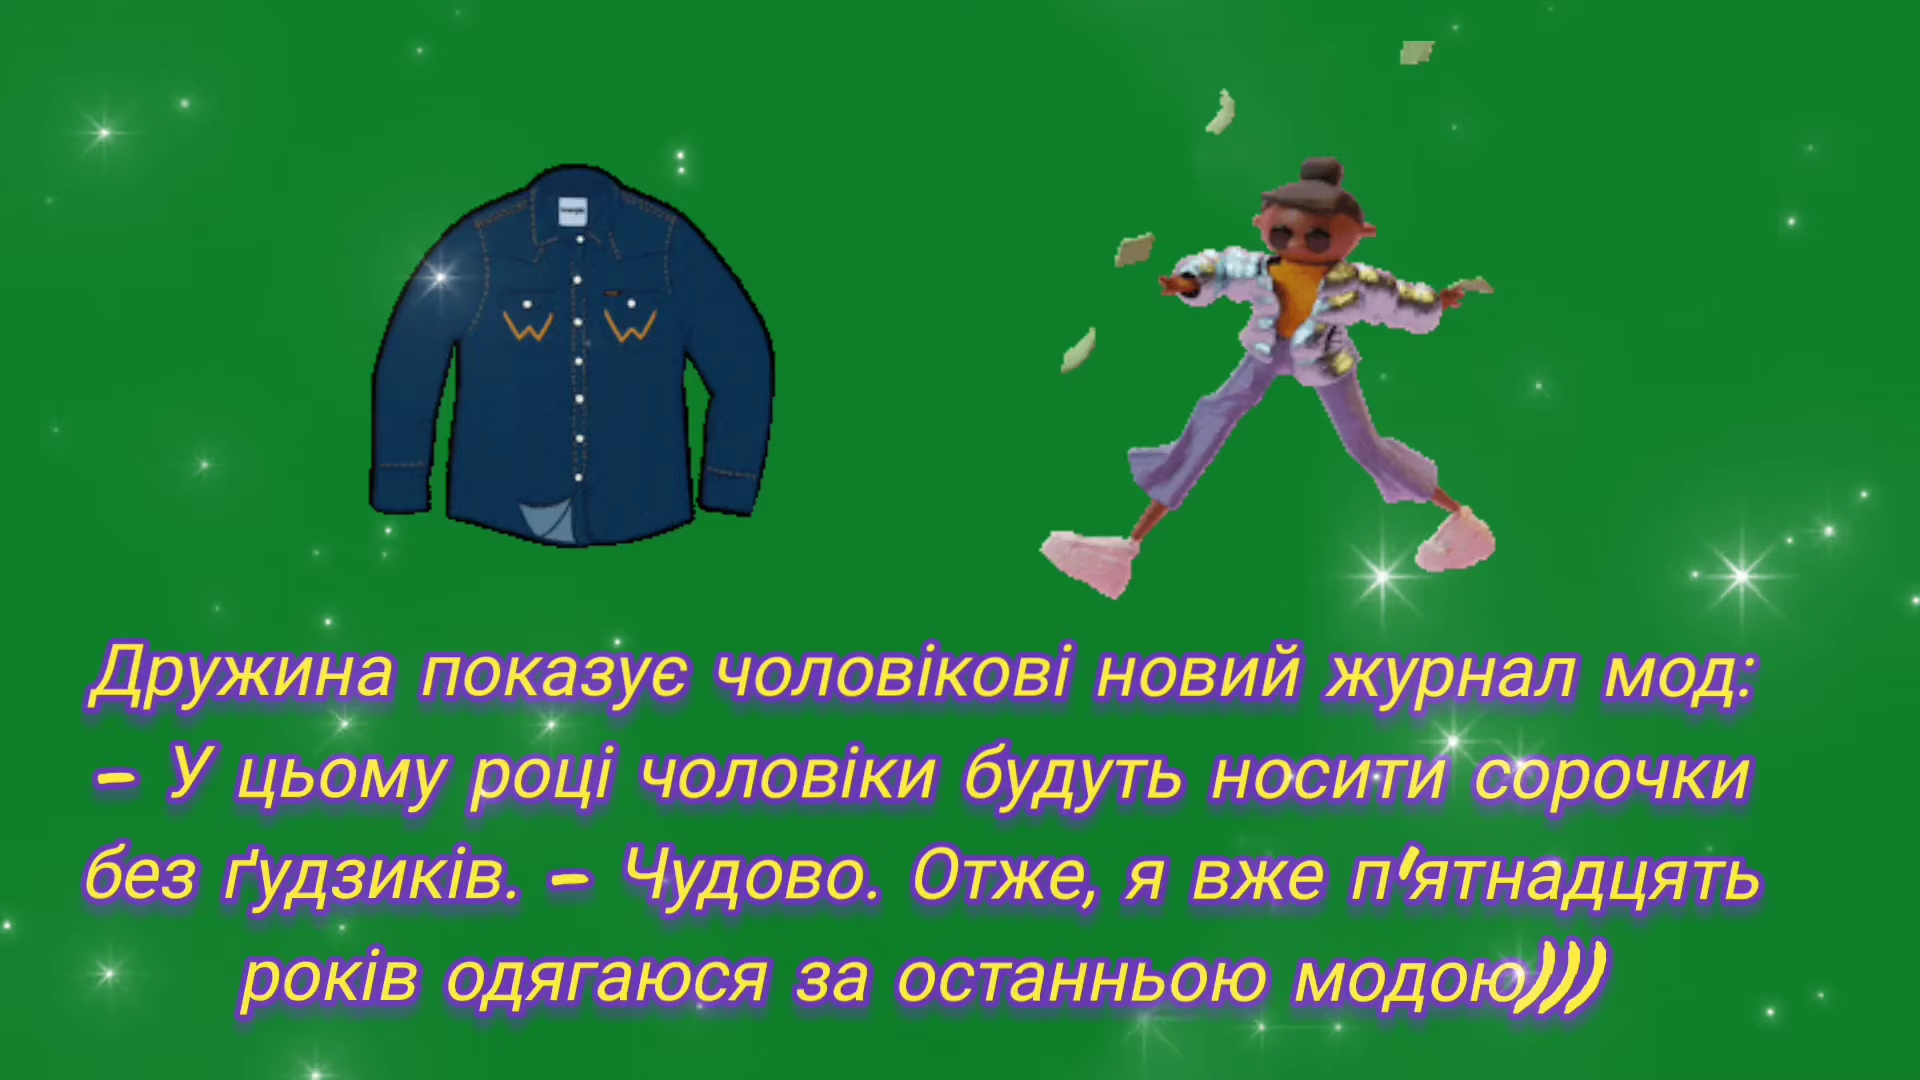 Дружина показує чоловікові новий журнал мод:
– У цьому році чоловіки будуть носити сорочки
без ґудзиків. – Чудово. Отже, я вже п'ятнадцять
років одягаюся за останньою модою)))